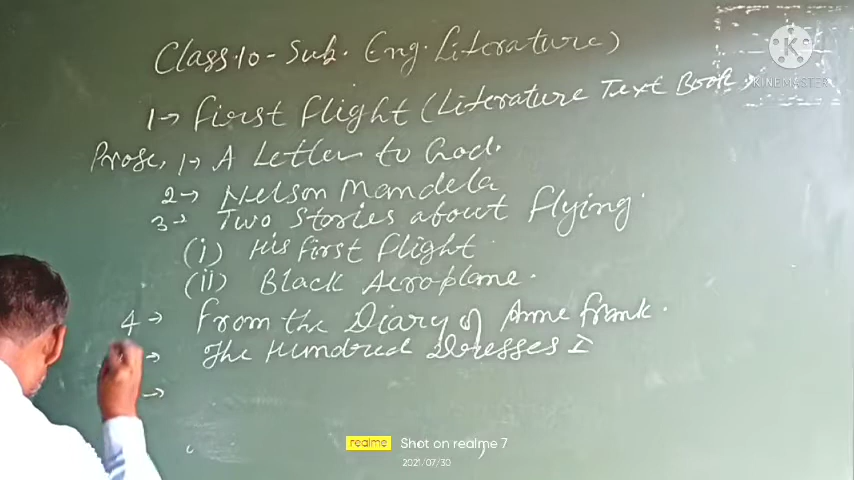 Class.10 - Sub. Eng. Literature)
1→ First flight (Literature Text Book
Prose, 1→ A Letter to God.
2→ Nelson Mandela
3→ Two Stories about Flying.
(i) His first flight
(ii) Black Aeroplane.
4→ From the Diary of Anne Frank.
→ The Hundred Dresses I
→
K
KINEMASTER
realme Shot on realme 7
2021/07/30